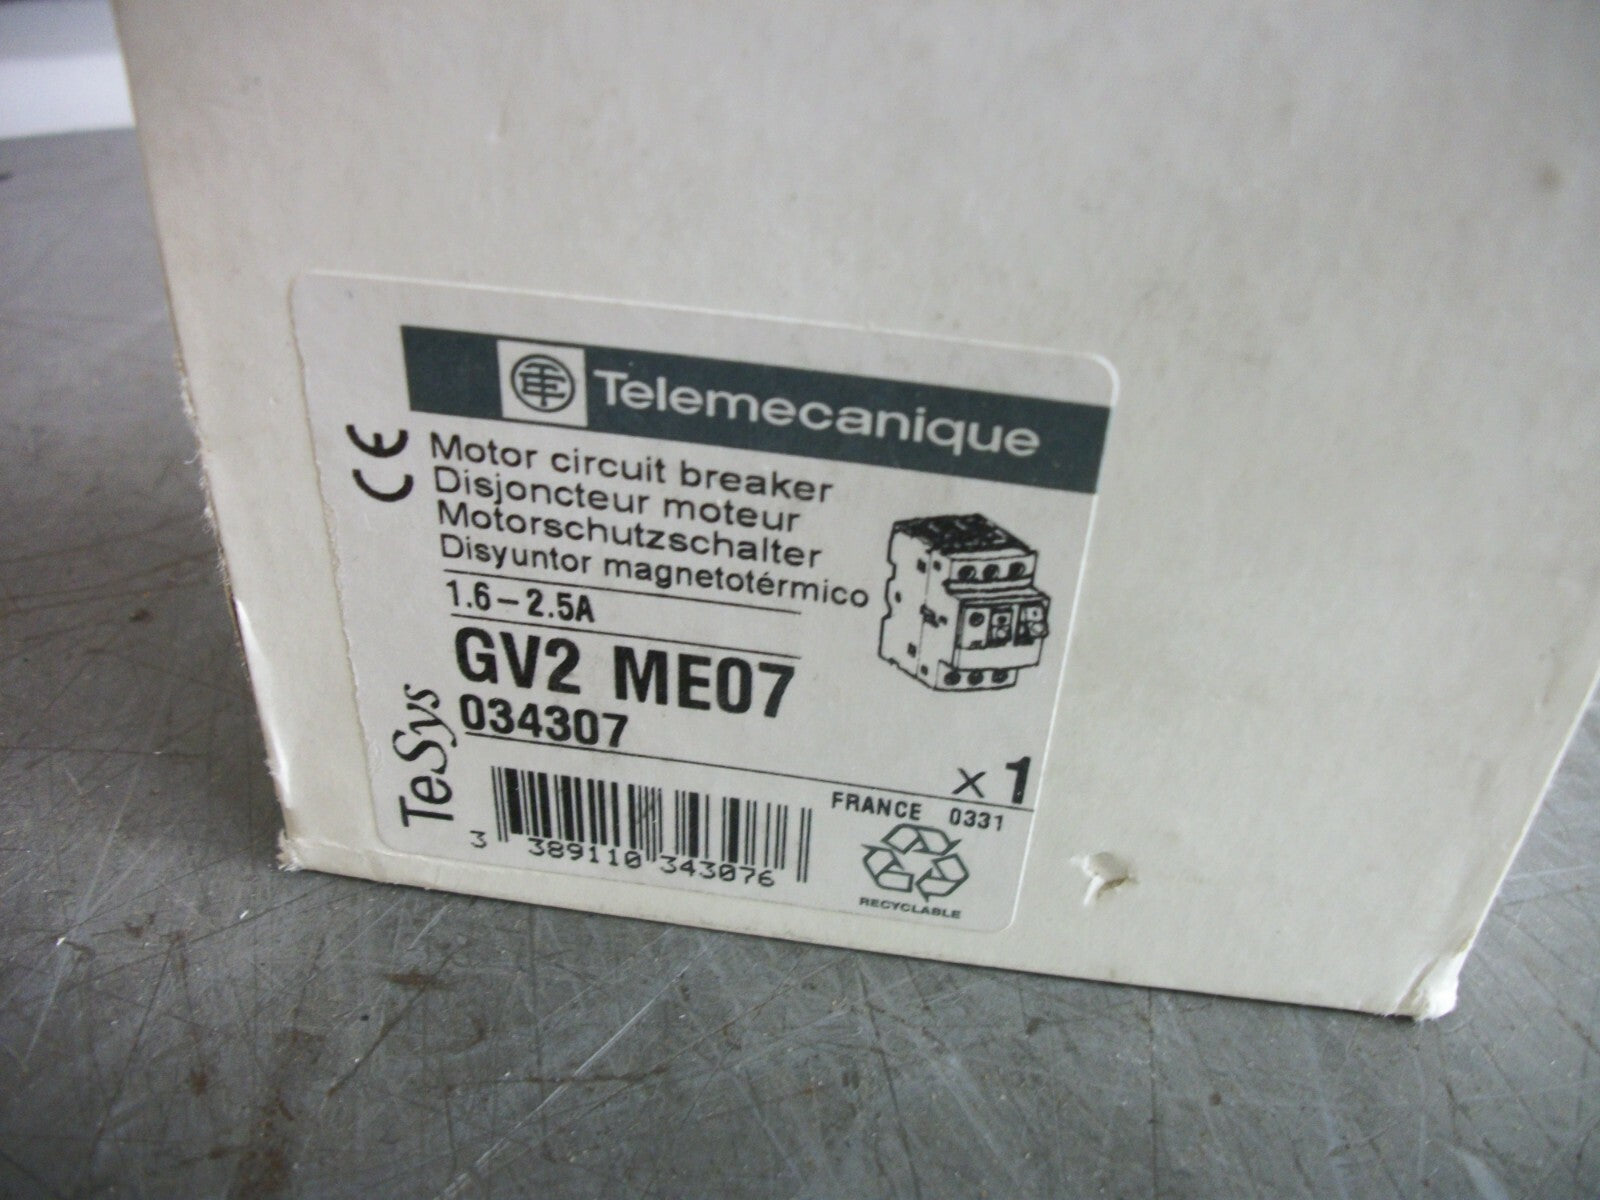 Telemecanique
CE
Motor circuit breaker
Disjoncteur moteur
Motorschutzschalter
Disyuntor magnetotérmico
1.6-2.5A
GV2 ME07
034307
TeSys
x 1
FRANCE 0331
3 389110 343076
RECYCLABLE